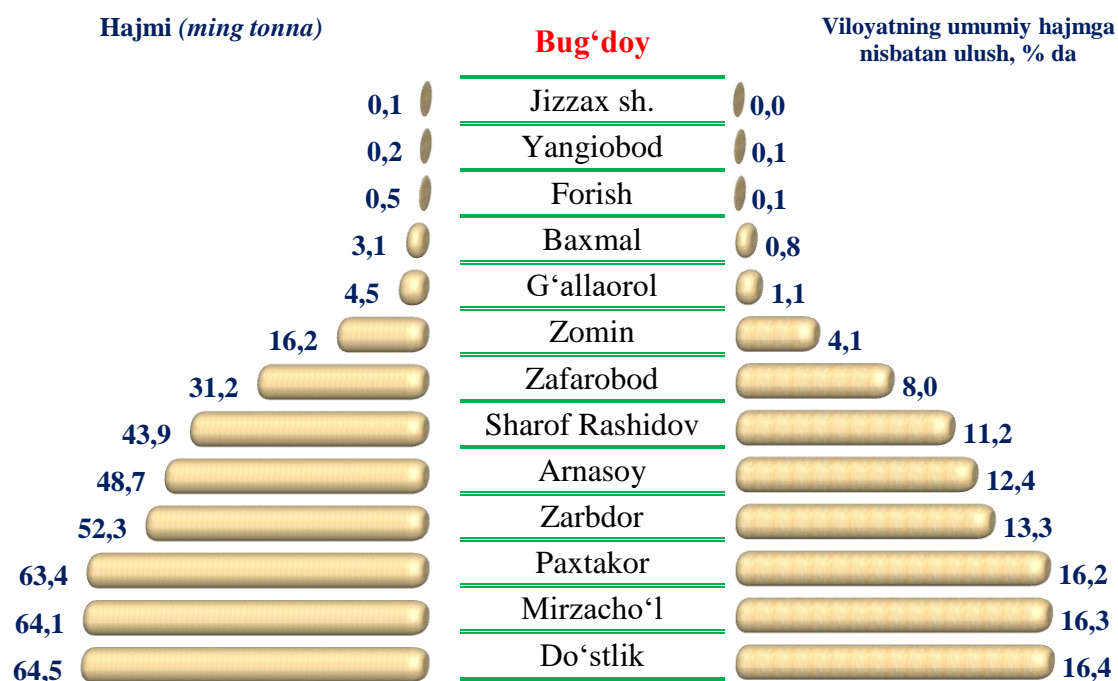 Hajmi (ming tonna)
Bug‘doy
Viloyatning umumiy hajmga
nisbatan ulush, % da
0,1 Jizzax sh. 0,0
0,2 Yangiobod 0,1
0,5 Forish 0,1
3,1 Baxmal 0,8
4,5 G‘allaorol 1,1
16,2 Zomin 4,1
31,2 Zafarobod 8,0
43,9 Sharof Rashidov 11,2
48,7 Arnasoy 12,4
52,3 Zarbdor 13,3
63,4 Paxtakor 16,2
64,1 Mirzacho‘l 16,3
64,5 Do‘stlik 16,4